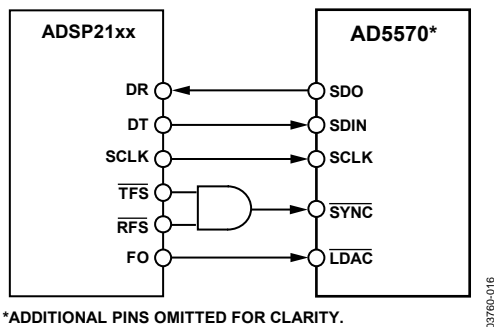 ADSP21xx
AD5570*
DR
SDO
DT
SDIN
SCLK
SCLK
TFS
SYNC
RFS
FO
LDAC
*ADDITIONAL PINS OMITTED FOR CLARITY.
03760-016